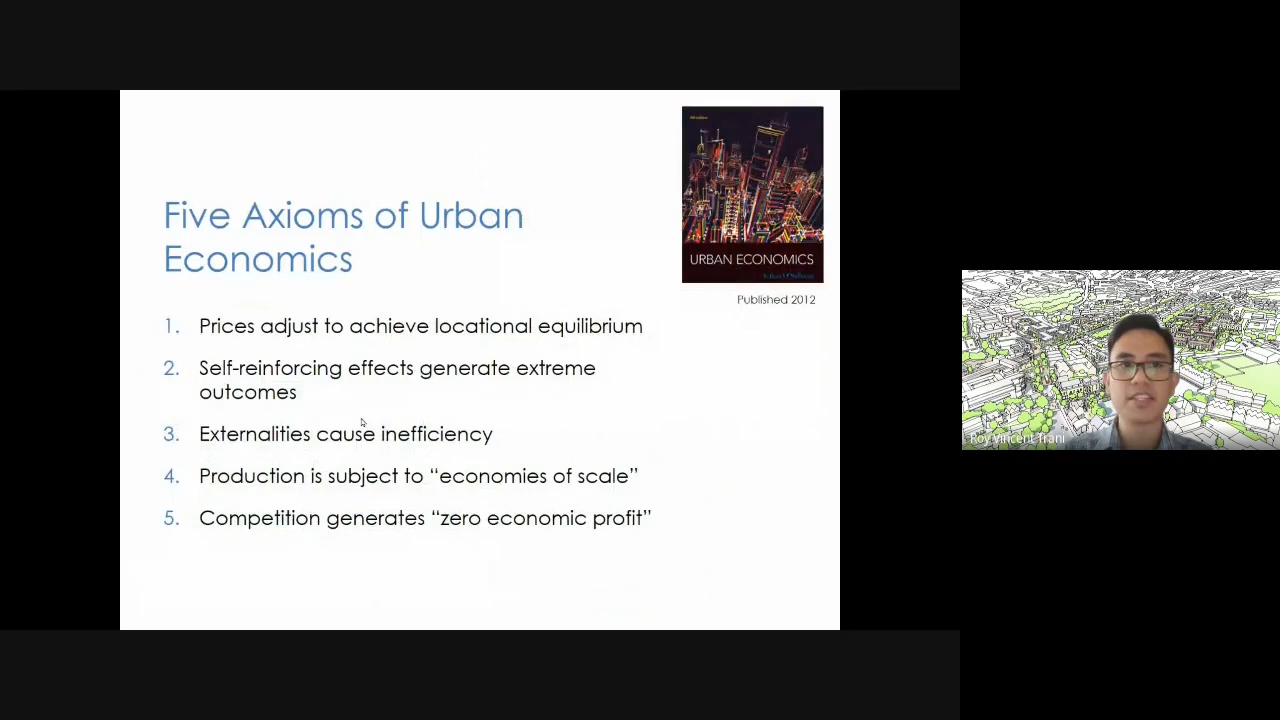 Five Axioms of Urban
Economics
1. Prices adjust to achieve locational equilibrium
2. Self-reinforcing effects generate extreme
outcomes
3. Externalities cause inefficiency
4. Production is subject to “economies of scale”
5. Competition generates “zero economic profit”
URBAN ECONOMICS
Published 2012
Roy Vincent Trani